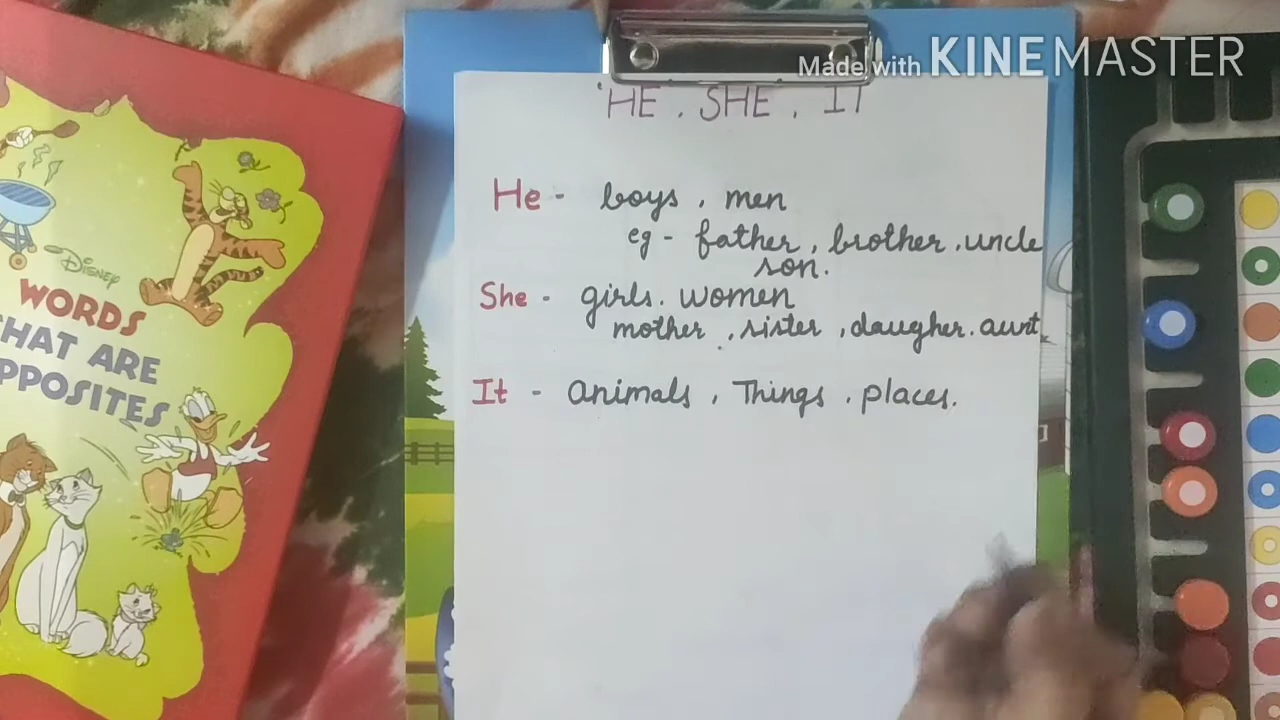 Made with KINEMASTER
'HE . SHE . IT
He - boys , men
eg - father , brother . uncle
son.
She - girls . women
mother , sister , daugher . aunt
It - animals , Things . places.
Disney
WORDS
THAT ARE
OPPOSITES